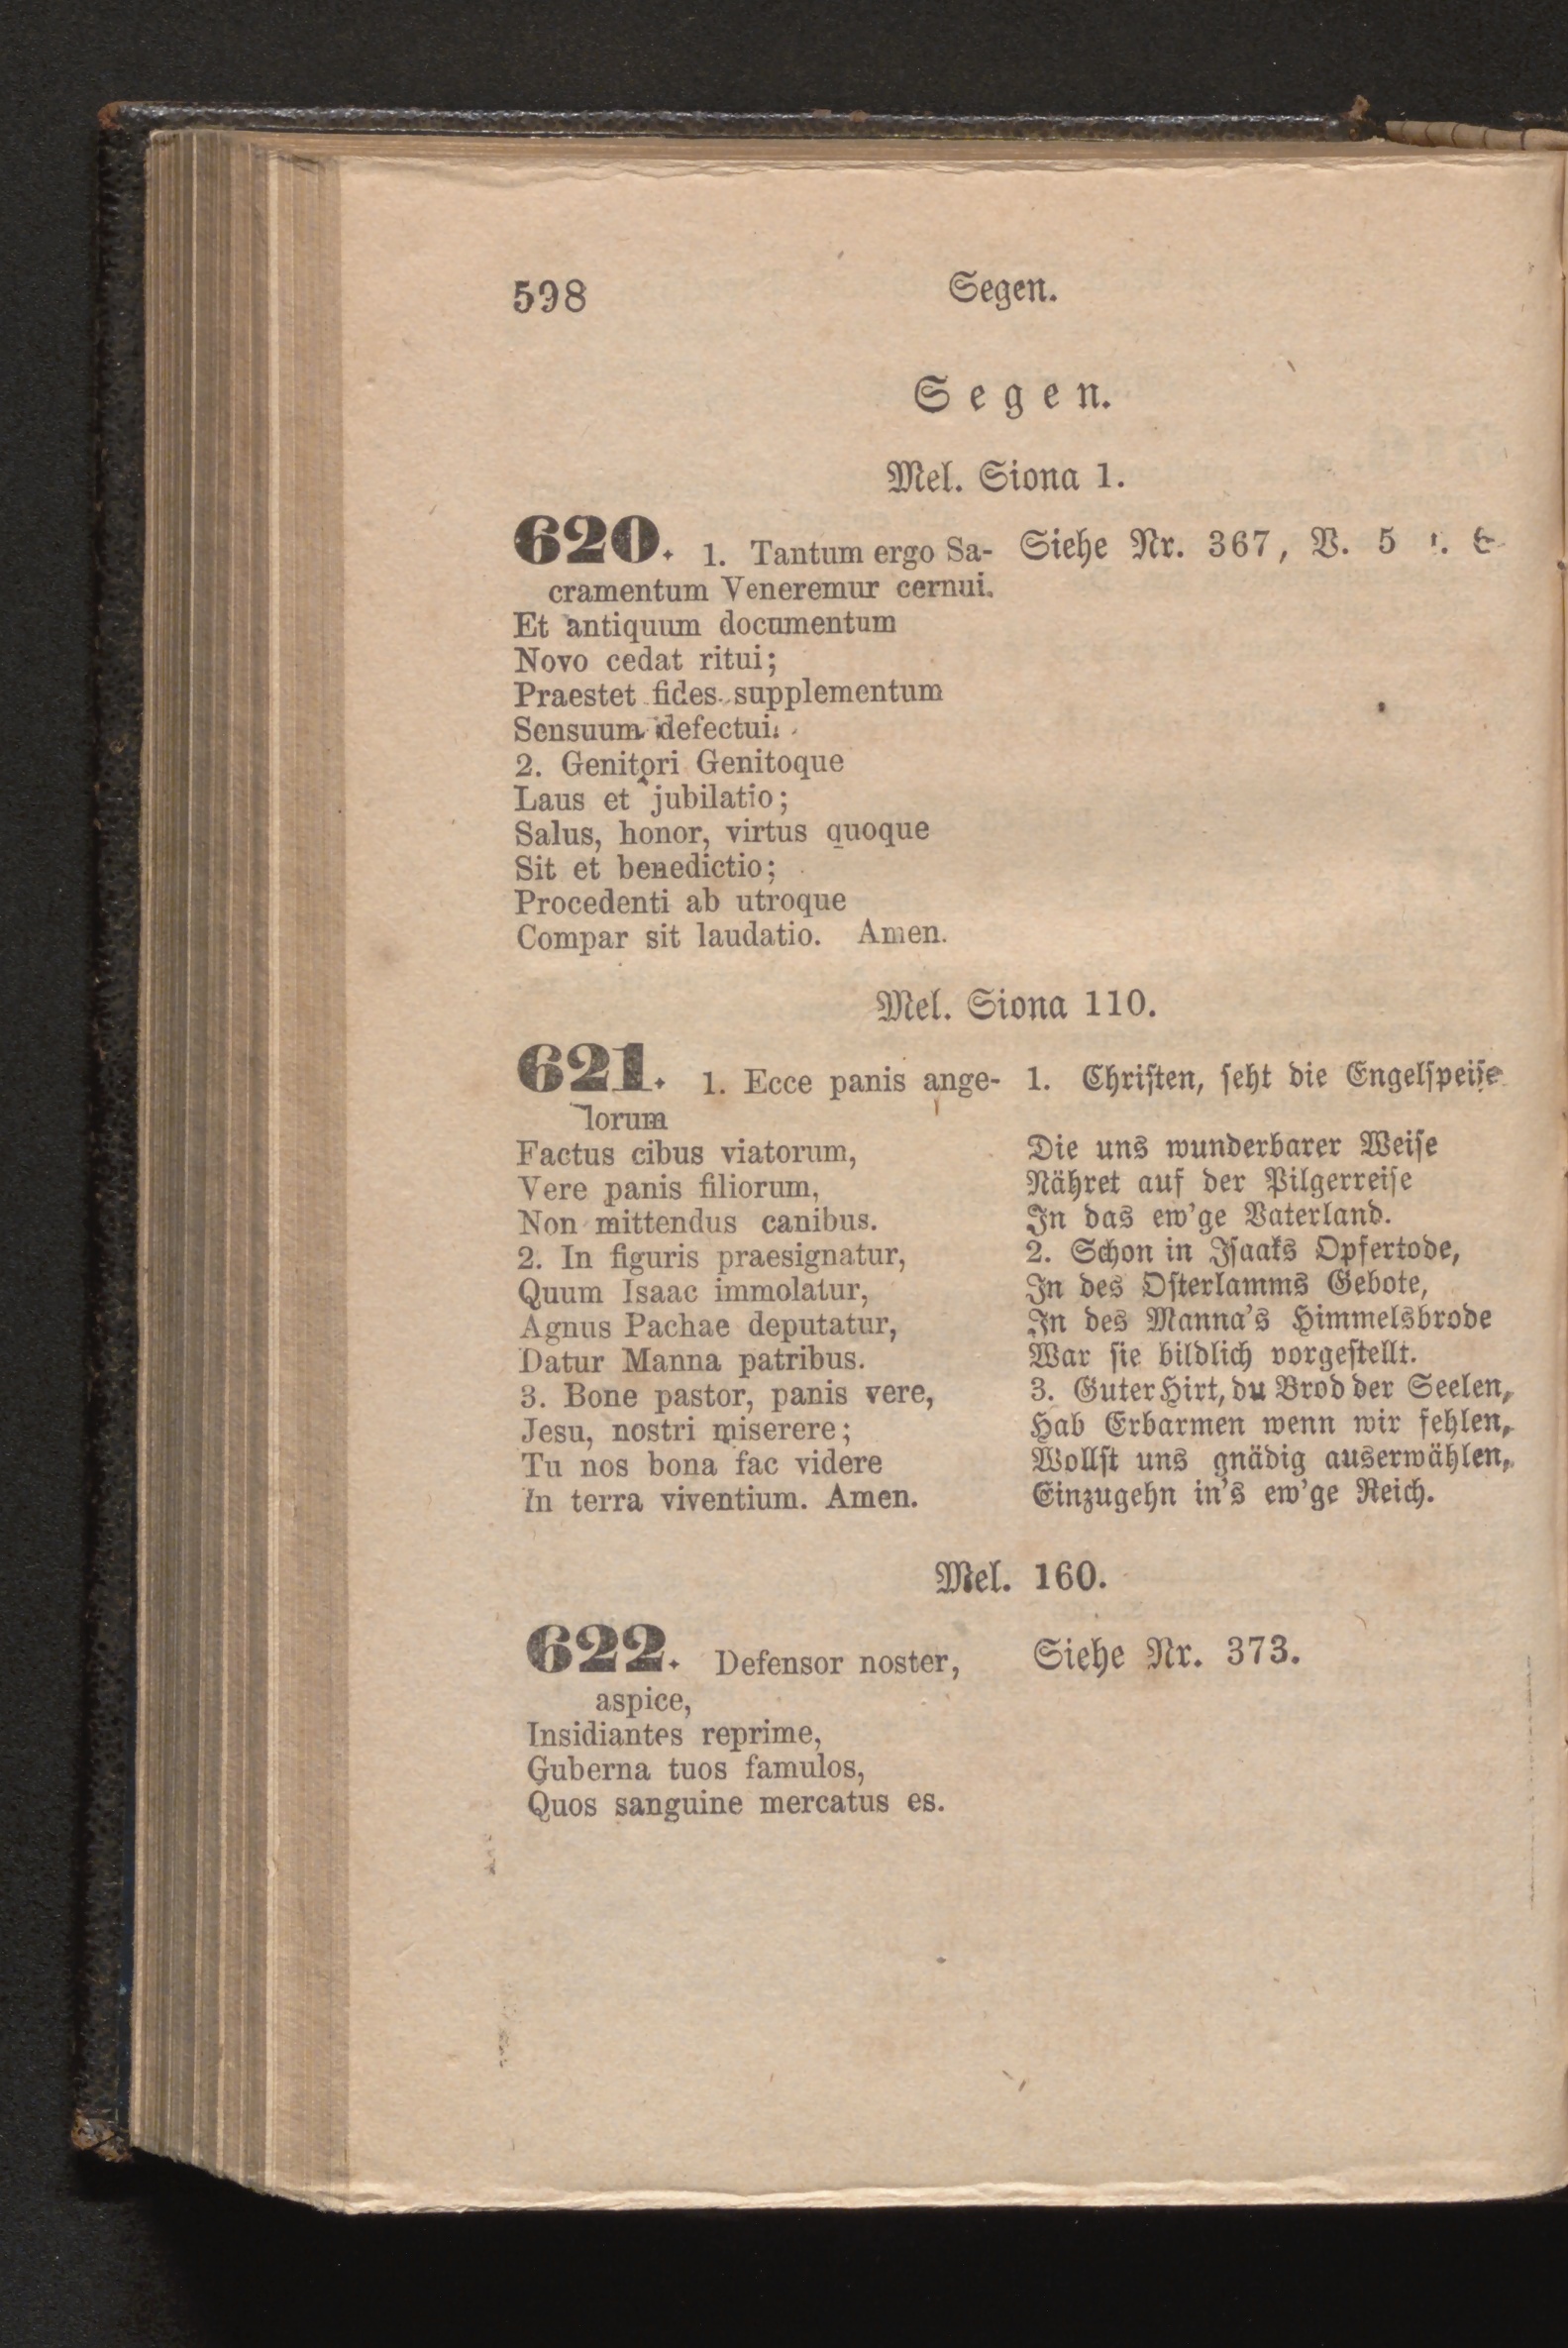 598 Segen.
Segen.
Mel. Siona 1.
620. 1. Tantum ergo Sa-
cramentum Veneremur cernui.
Et antiquum documentum
Novo cedat ritui;
Praestet fides supplementum
Sensuum defectui.
2. Genitori Genitoque
Laus et jubilatio;
Salus, honor, virtus quoque
Sit et benedictio;
Procedenti ab utroque
Compar sit laudatio. Amen.
Siehe Nr. 367, V. 5
Mel. Siona 110.
621. 1. Ecce panis ange-
lorum
Factus cibus viatorum,
Vere panis filiorum,
Non mittendus canibus.
2. In figuris praesignatur,
Quum Isaac immolatur,
Agnus Pachae deputatur,
Datur Manna patribus.
3. Bone pastor, panis vere,
Jesu, nostri miserere;
Tu nos bona fac videre
In terra viventium. Amen.
1. Chriſten, ſeht die Engelſpeiſe
Die uns wunderbarer Weiſe
Nähret auf der Pilgerreiſe
In das ew'ge Vaterland.
2. Schon in Iſaaks Opfertode,
In des Oſterlamms Gebote,
In des Manna's Himmelsbrode
War ſie bildlich vorgeſtellt.
3. Guter Hirt, du Brod der Seelen,
Hab Erbarmen wenn wir fehlen,
Wollſt uns gnädig auserwählen,
Einzugehn in's ew'ge Reich.
Mel. 160.
622. Defensor noster,
aspice,
Insidiantes reprime,
Guberna tuos famulos,
Quos sanguine mercatus es.
Siehe Nr. 373.